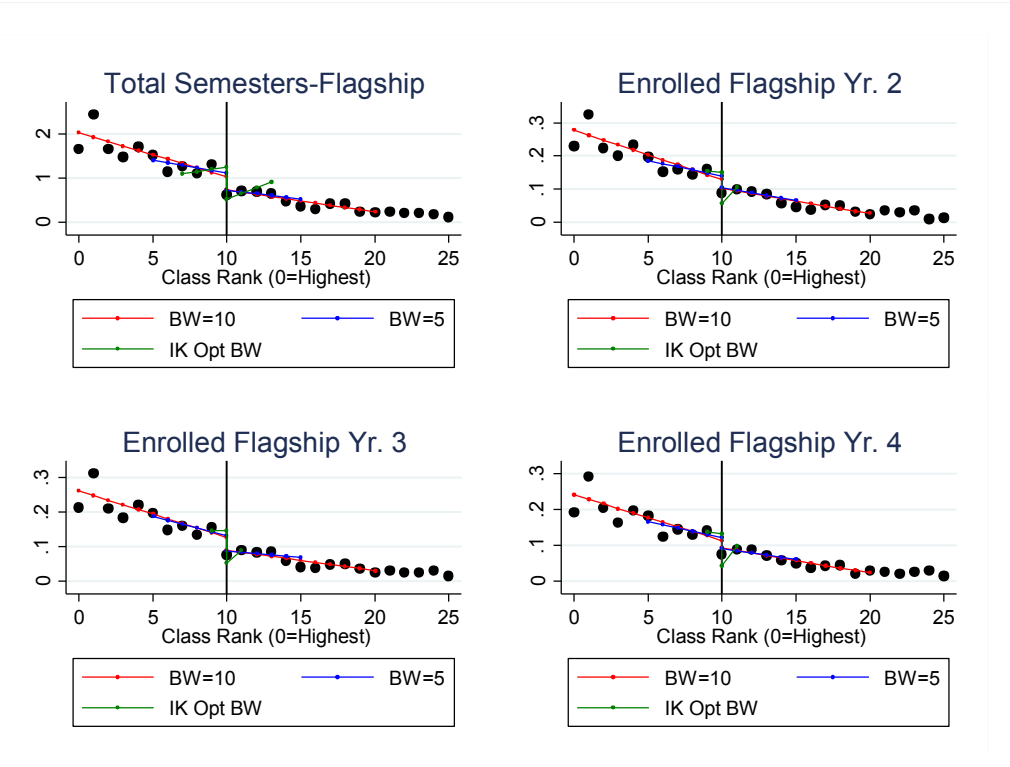 Total Semesters-Flagship
2
1
0
0 5 10 15 20 25
Class Rank (0=Highest)
BW=10 BW=5
IK Opt BW
Enrolled Flagship Yr. 2
.3
.2
.1
0
0 5 10 15 20 25
Class Rank (0=Highest)
BW=10 BW=5
IK Opt BW
Enrolled Flagship Yr. 3
.3
.2
.1
0
0 5 10 15 20 25
Class Rank (0=Highest)
BW=10 BW=5
IK Opt BW
Enrolled Flagship Yr. 4
.3
.2
.1
0
0 5 10 15 20 25
Class Rank (0=Highest)
BW=10 BW=5
IK Opt BW